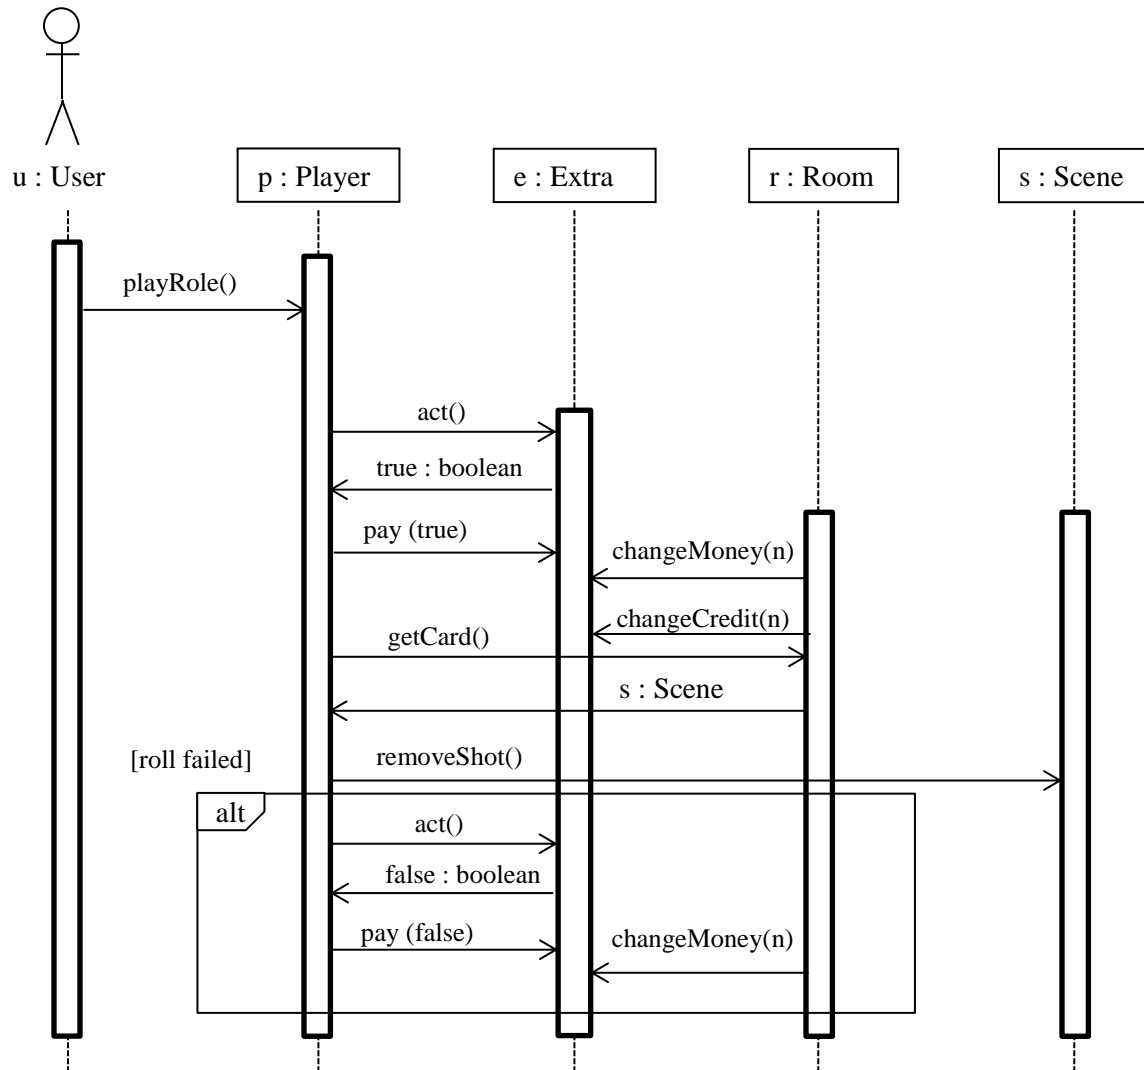 u : User
p : Player
e : Extra
r : Room
s : Scene
playRole()
act()
true : boolean
pay (true)
changeMoney(n)
changeCredit(n)
getCard()
s : Scene
[roll failed]
removeShot()
alt
act()
false : boolean
pay (false)
changeMoney(n)